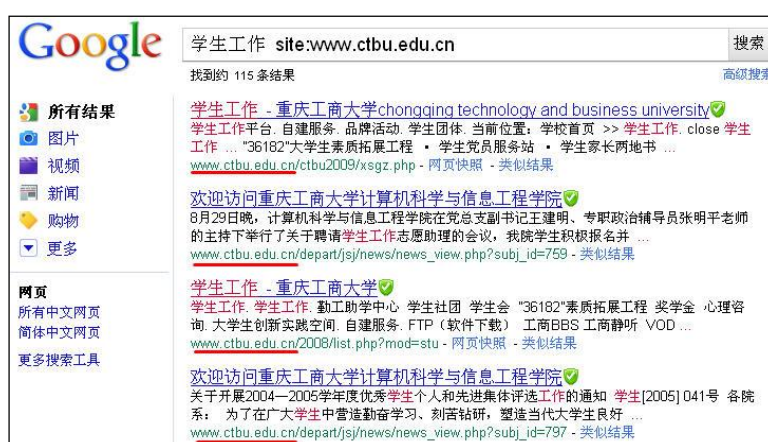 Google
学生工作 site:www.ctbu.edu.cn
搜索
找到约 115 条结果
高级搜索
所有结果
图片
视频
新闻
购物
更多
网页
所有中文网页
简体中文网页
更多搜索工具
学生工作 - 重庆工商大学chongqing technology and business university
学生工作平台. 自建服务. 品牌活动. 学生团体. 当前位置: 学校首页 >> 学生工作. close 学生
工作 ... "36182"大学生素质拓展工程 · 学生党员服务站 · 学生家长两地书 ...
www.ctbu.edu.cn/ctbu2009/xsgz.php - 网页快照 - 类似结果
欢迎访问重庆工商大学计算机科学与信息工程学院
8月29日晚，计算机科学与信息工程学院在党总支副书记王建明、专职政治辅导员张明平老师
的主持下举行了关于聘请学生工作志愿助理的会议，我院学生积极报名并 ...
www.ctbu.edu.cn/depart/jsj/news/news_view.php?subj_id=759 - 类似结果
学生工作 - 重庆工商大学
学生工作. 学生工作. 勤工助学中心 学生社团 学生会 "36182"素质拓展工程 奖学金 心理咨
询. 大学生创新实践空间. 自建服务. FTP（软件下载） 工商BBS 工商静听 VOD ...
www.ctbu.edu.cn/2008/list.php?mod=stu - 网页快照 - 类似结果
欢迎访问重庆工商大学计算机科学与信息工程学院
关于开展2004—2005学年度优秀学生个人和先进集体评选工作的通知 学生[2005] 041号 各院
系： 为了在广大学生中营造勤奋学习、刻苦钻研，塑造当代大学生良好 ...
www.ctbu.edu.cn/depart/jsj/news/news_view.php?subj_id=797 - 类似结果